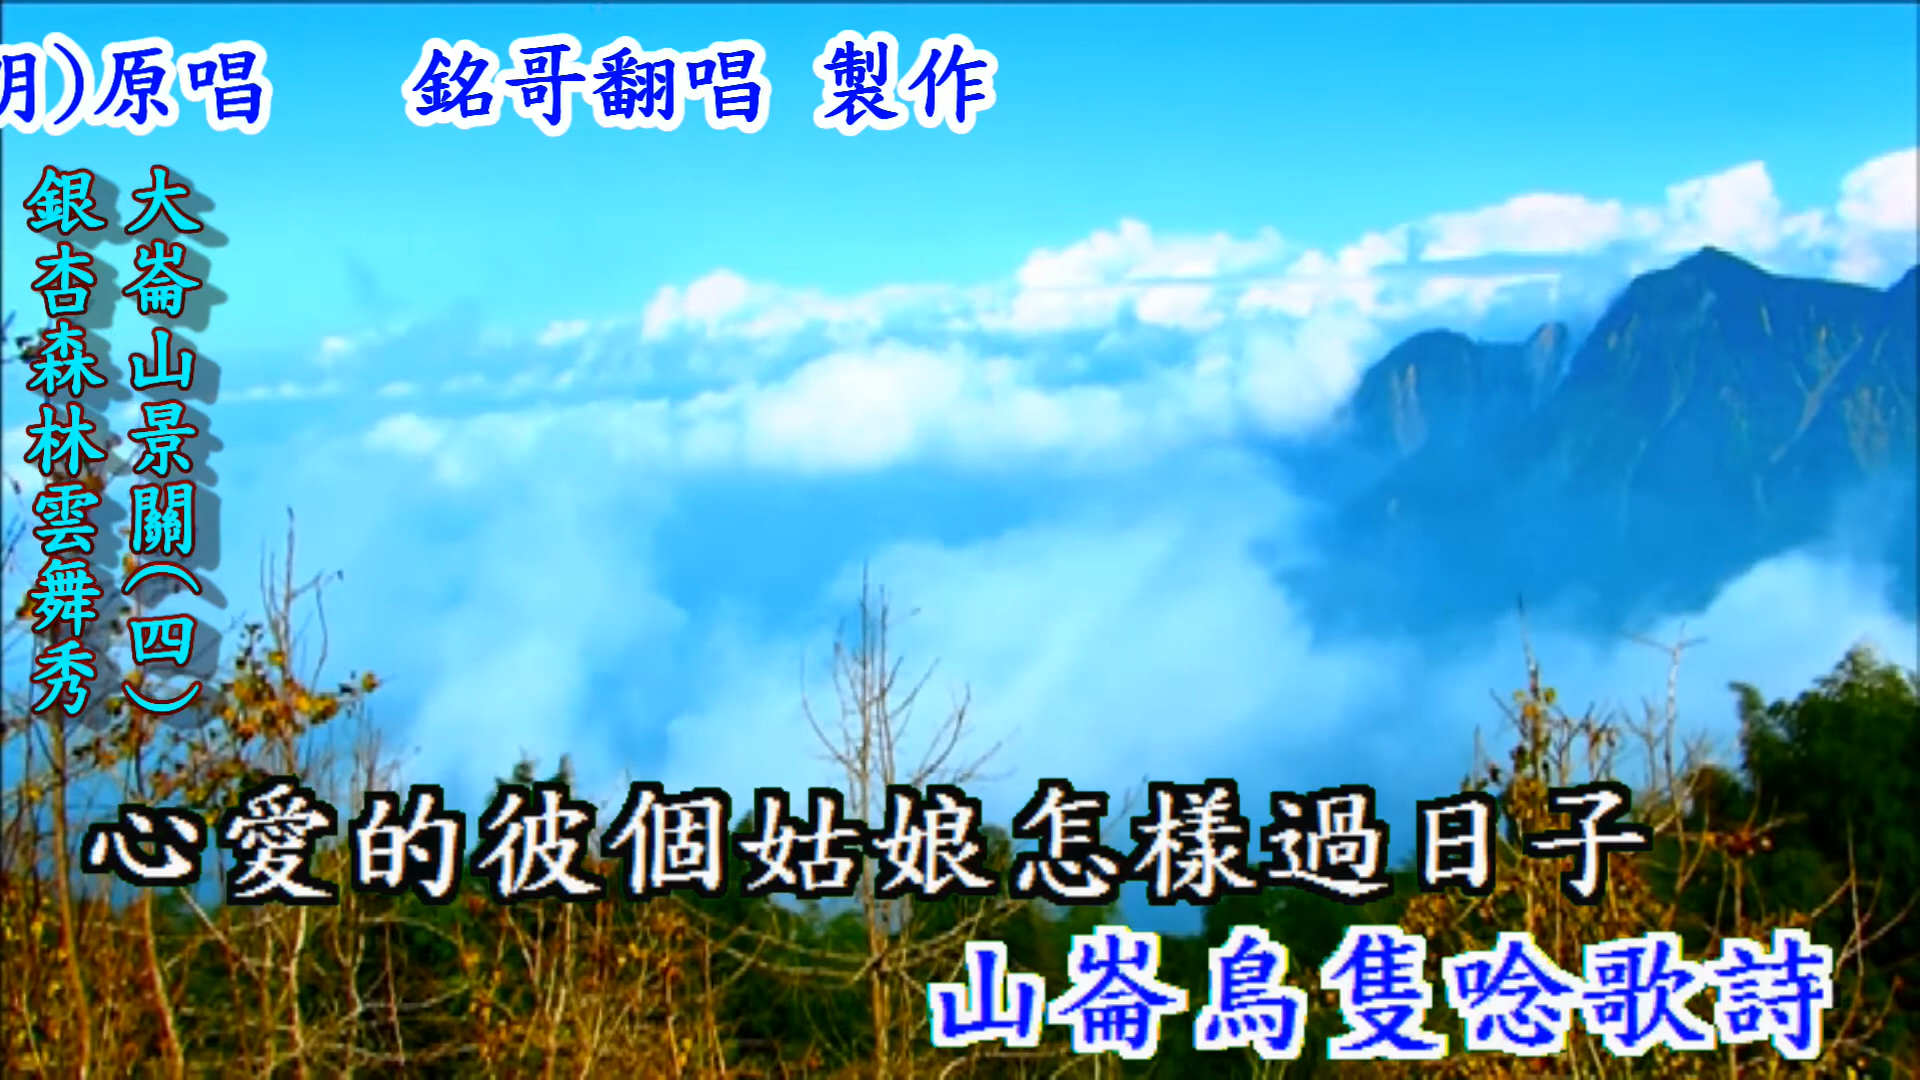 明)原唱 銘哥翻唱 製作
大崙山景關(四)
銀杏森林雲舞秀
心愛的彼個姑娘怎樣過日子
山崙鳥隻唸歌詩